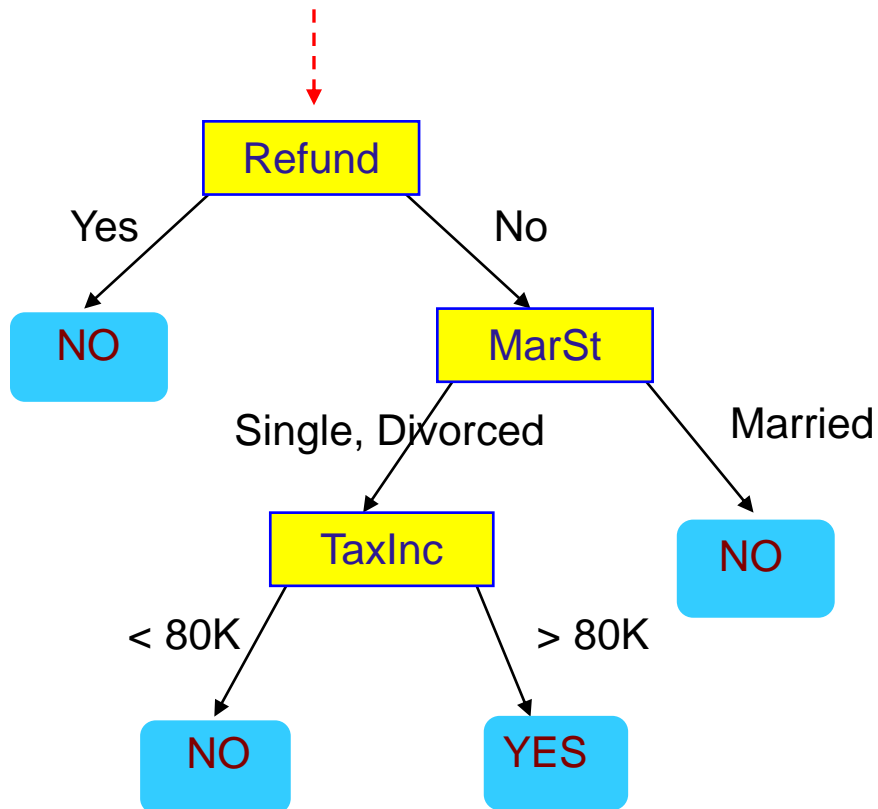 Refund
Yes
No
NO
MarSt
Single, Divorced
Married
TaxInc
NO
< 80K
> 80K
NO
YES